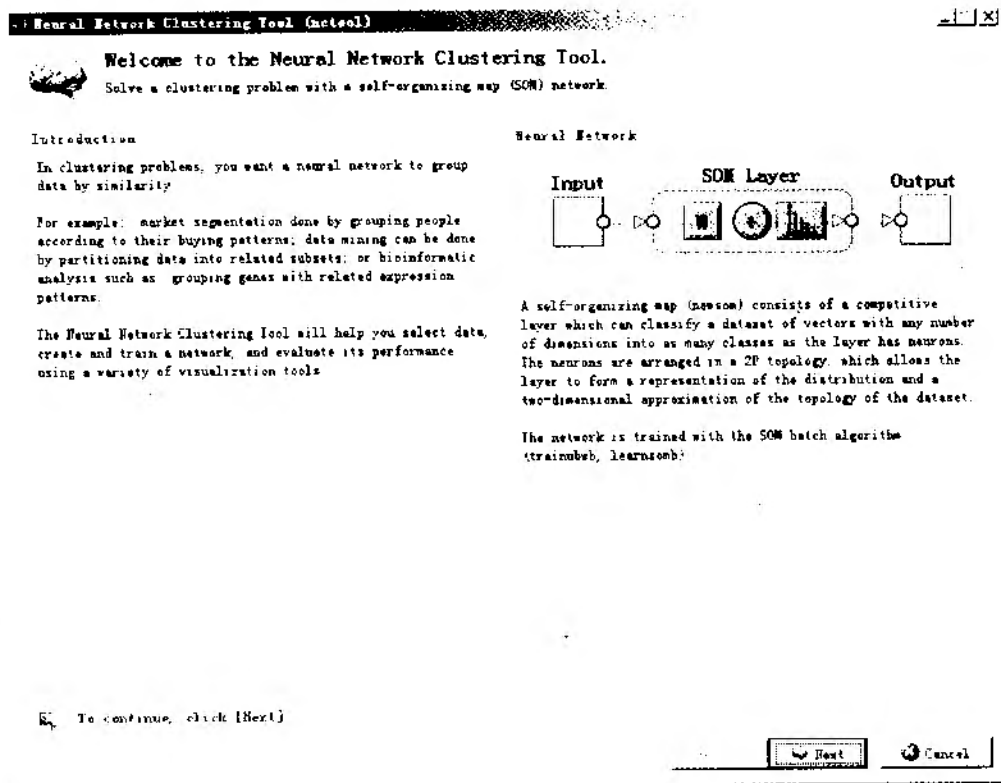 Neural Network Clustering Tool (nctool)
Welcome to the Neural Network Clustering Tool.
Solve a clustering problem with a self-organizing map (SOM) network.
Introduction
In clustering problems, you want a neural network to group
data by similarity
For example: market segmentation done by grouping people
according to their buying patterns; data mining can be done
by partitioning data into related subsets; or bioinformatic
analysis such as grouping genes with related expression
patterns.
The Neural Network Clustering Tool will help you select data,
create and train a network, and evaluate its performance
using a variety of visualization tools
Neural Network
Input
SOM Layer
Output
A self-organizing map (newsom) consists of a competitive
layer which can classify a dataset of vectors with any number
of dimensions into as many classes as the layer has neurons.
The neurons are arranged in a 2D topology, which allows the
layer to form a representation of the distribution and a
two-dimensional approximation of the topology of the dataset.
The network is trained with the SOM batch algorithm
(trainubwb, learnsomb)
To continue, click [Next]
Next
Cancel